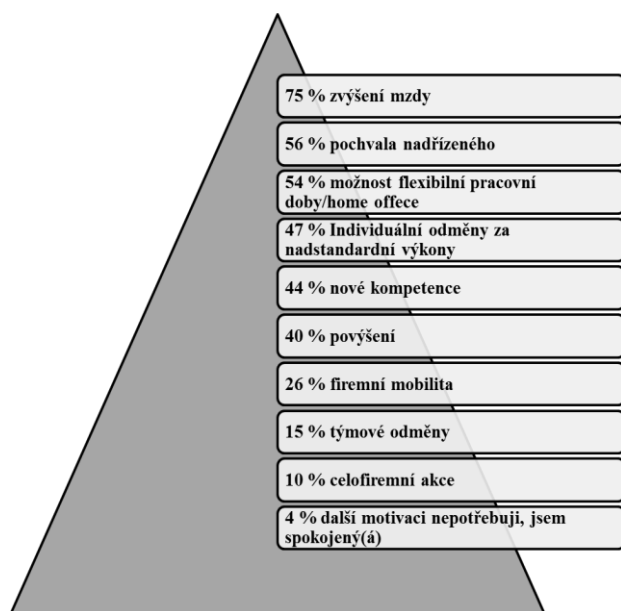 75 % zvýšení mzdy
56 % pochvala nadřízeného
54 % možnost flexibilní pracovní
doby/home offece
47 % Individuální odměny za
nadstandardní výkony
44 % nové kompetence
40 % povýšení
26 % firemní mobilita
15 % týmové odměny
10 % celofiremní akce
4 % další motivaci nepotřebuji, jsem
spokojený(á)